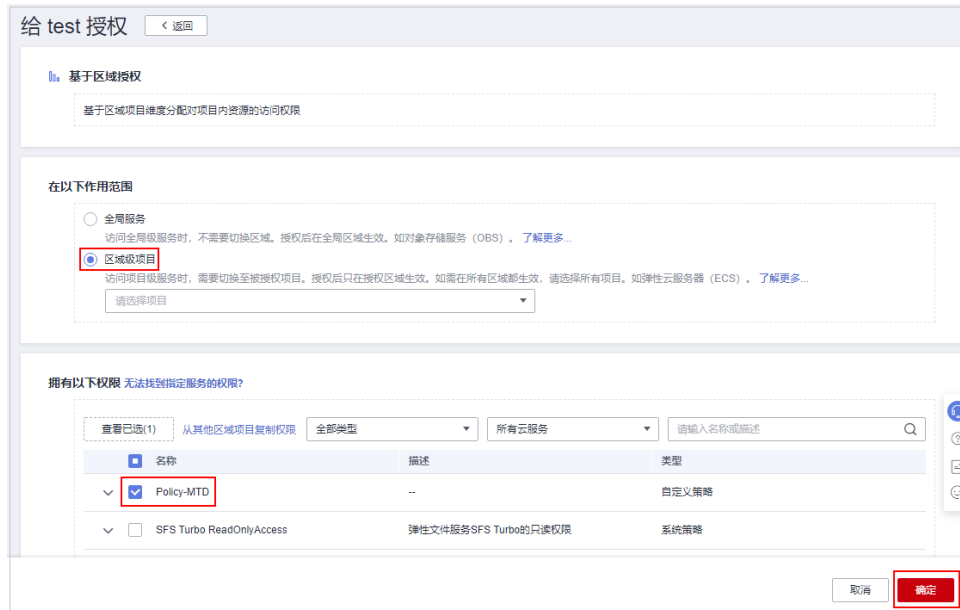 给 test 授权
返回
基于区域授权
基于区域项目维度分配对项目内资源的访问权限
在以下作用范围
全局服务
访问全局级服务时，不需要切换区域。授权后在全局区域生效。如对象存储服务（OBS）。 了解更多...
区域级项目
访问项目级服务时，需要切换至被授权项目。授权后只在授权区域生效。如需在所有区域都生效，请选择所有项目。如弹性云服务器（ECS）。 了解更多...
请选择项目
拥有以下权限 无法找到指定服务的权限?
查看已选(1) 从其他区域项目复制权限 全部类型 所有云服务 请输入名称或描述
名称 描述 类型
Policy-MTD -- 自定义策略
SFS Turbo ReadOnlyAccess 弹性文件服务SFS Turbo的只读权限 系统策略
取消 确定